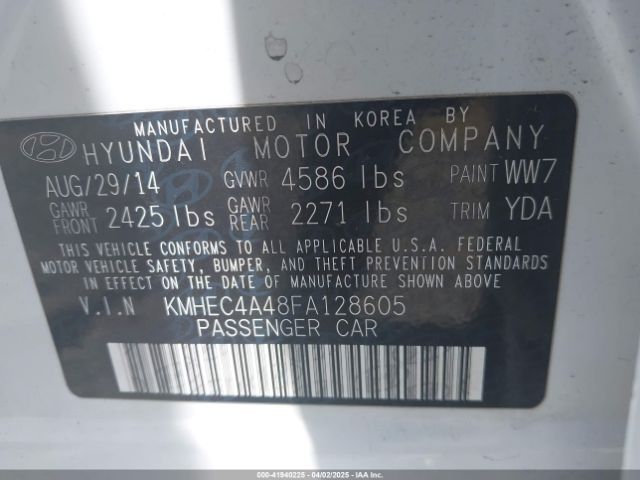 MANUFACTURED IN KOREA BY
HYUNDAI MOTOR COMPANY
AUG/29/14 GVWR 4586 lbs PAINT WW7
GAWR FRONT 2425 lbs GAWR REAR 2271 lbs TRIM YDA
THIS VEHICLE CONFORMS TO ALL APPLICABLE U.S.A. FEDERAL
MOTOR VEHICLE SAFETY, BUMPER, AND THEFT PREVENTION STANDARDS
IN EFFECT ON THE DATE OF MANUFACTURE SHOWN ABOVE
V.I.N KMHEC4A48FA128605
PASSENGER CAR
000-41940225 - 04/02/2025 - IAAI.COM